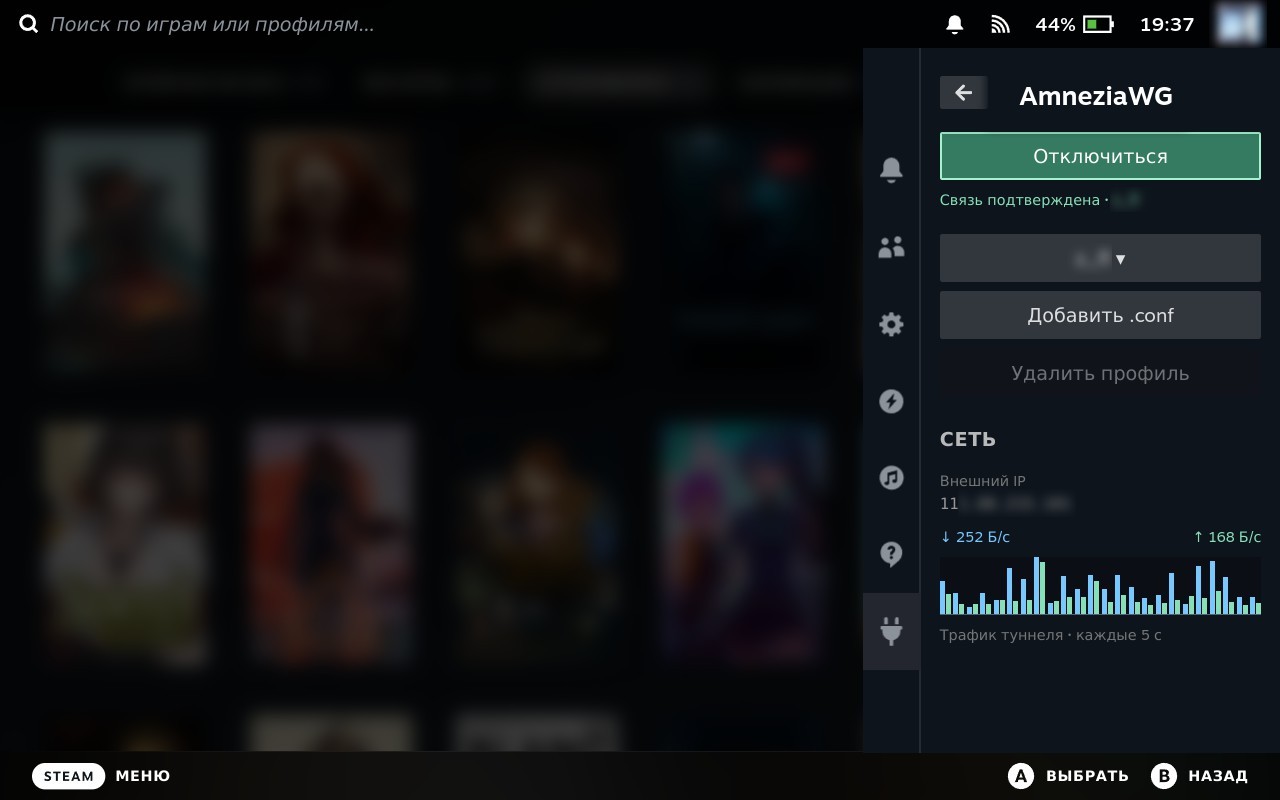 Поиск по играм или профилям...
44%
19:37
AmneziaWG
Отключиться
Связь подтверждена ·
▼
Добавить .conf
Удалить профиль
СЕТЬ
Внешний IP
11
↓ 252 Б/с
↑ 168 Б/с
Трафик туннеля · каждые 5 с
STEAM МЕНЮ
A ВЫБРАТЬ B НАЗАД